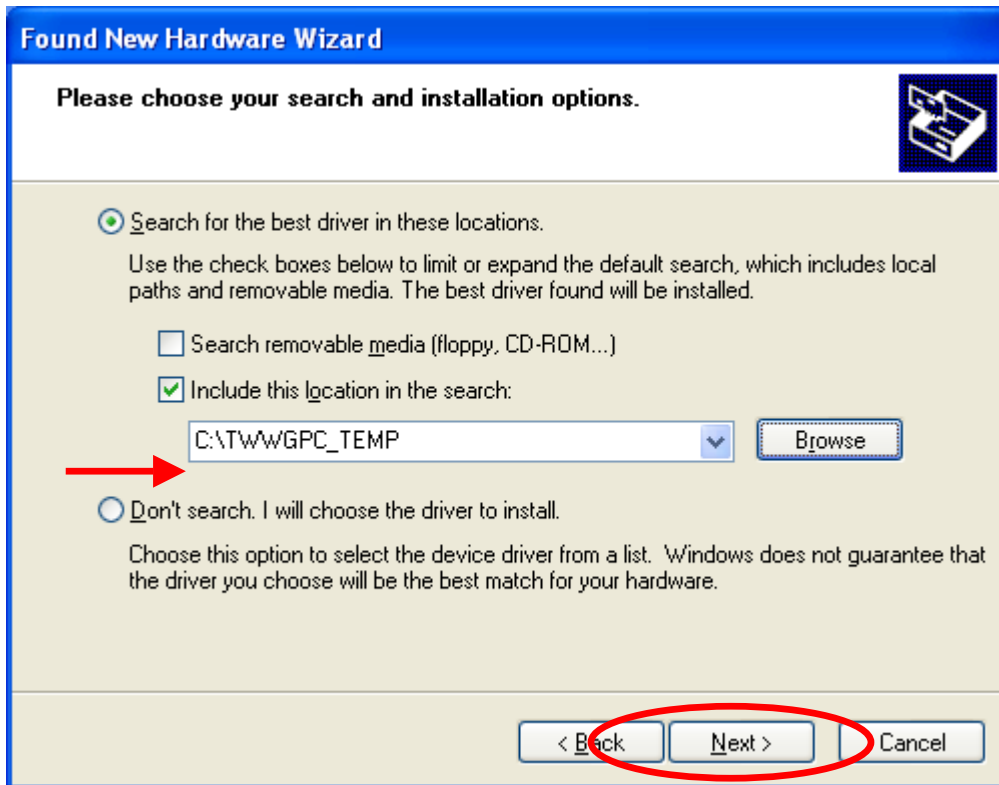 Found New Hardware Wizard
Please choose your search and installation options.
Search for the best driver in these locations.
Use the check boxes below to limit or expand the default search, which includes local
paths and removable media. The best driver found will be installed.
Search removable media (floppy, CD-ROM...)
Include this location in the search:
C:\TWWGPC_TEMP
Browse
Don't search. I will choose the driver to install.
Choose this option to select the device driver from a list. Windows does not guarantee that
the driver you choose will be the best match for your hardware.
< Back Next > Cancel